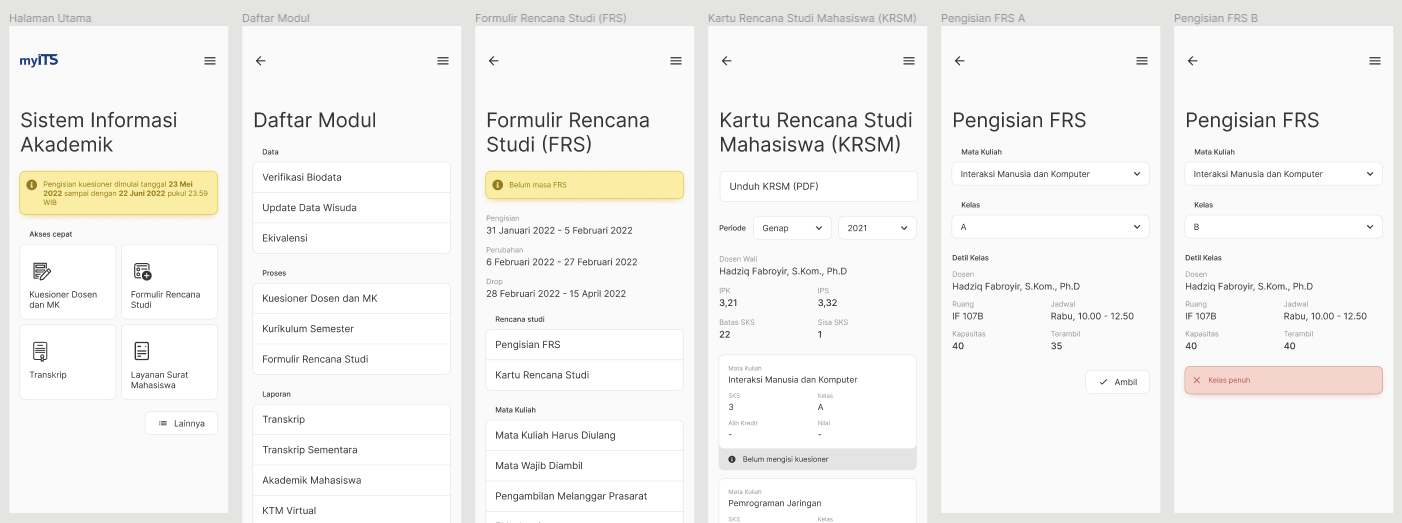 Halaman Utama
myITS
Sistem Informasi
Akademik
Pengisian kuesioner dimulai tanggal 23 Mei
2022 sampai dengan 22 Juni 2022 pukul 23.59
WIB
Akses cepat
Kuesioner Dosen
dan MK
Formulir Rencana
Studi
Transkrip
Layanan Surat
Mahasiswa
Lainnya
Daftar Modul
Daftar Modul
Data
Verifikasi Biodata
Update Data Wisuda
Ekivalensi
Proses
Kuesioner Dosen dan MK
Kurikulum Semester
Formulir Rencana Studi
Laporan
Transkrip
Transkrip Sementara
Akademik Mahasiswa
KTM Virtual
Formulir Rencana Studi (FRS)
Formulir Rencana
Studi (FRS)
Belum masa FRS
Pengisian
31 Januari 2022 - 5 Februari 2022
Perubahan
6 Februari 2022 - 27 Februari 2022
Drop
28 Februari 2022 - 15 April 2022
Rencana studi
Pengisian FRS
Kartu Rencana Studi
Mata Kuliah
Mata Kuliah Harus Diulang
Mata Wajib Diambil
Pengambilan Melanggar Prasarat
Kartu Rencana Studi Mahasiswa (KRSM)
Kartu Rencana Studi
Mahasiswa (KRSM)
Unduh KRSM (PDF)
Periode Genap 2021
Dosen Wali
Hadziq Fabroyir, S.Kom., Ph.D
IPK IPS
3,21 3,32
Batas SKS Sisa SKS
22 1
Mata Kuliah
Interaksi Manusia dan Komputer
SKS Kelas
3 A
Alih Kredit Nilai
- -
Belum mengisi kuesioner
Mata Kuliah
Pemrograman Jaringan
SKS Kelas
Pengisian FRS A
Pengisian FRS
Mata Kuliah
Interaksi Manusia dan Komputer
Kelas
A
Detil Kelas
Dosen
Hadziq Fabroyir, S.Kom., Ph.D
Ruang Jadwal
IF 107B Rabu, 10.00 - 12.50
Kapasitas Terambil
40 35
Ambil
Pengisian FRS B
Pengisian FRS
Mata Kuliah
Interaksi Manusia dan Komputer
Kelas
B
Detil Kelas
Dosen
Hadziq Fabroyir, S.Kom., Ph.D
Ruang Jadwal
IF 107B Rabu, 10.00 - 12.50
Kapasitas Terambil
40 40
Kelas penuh